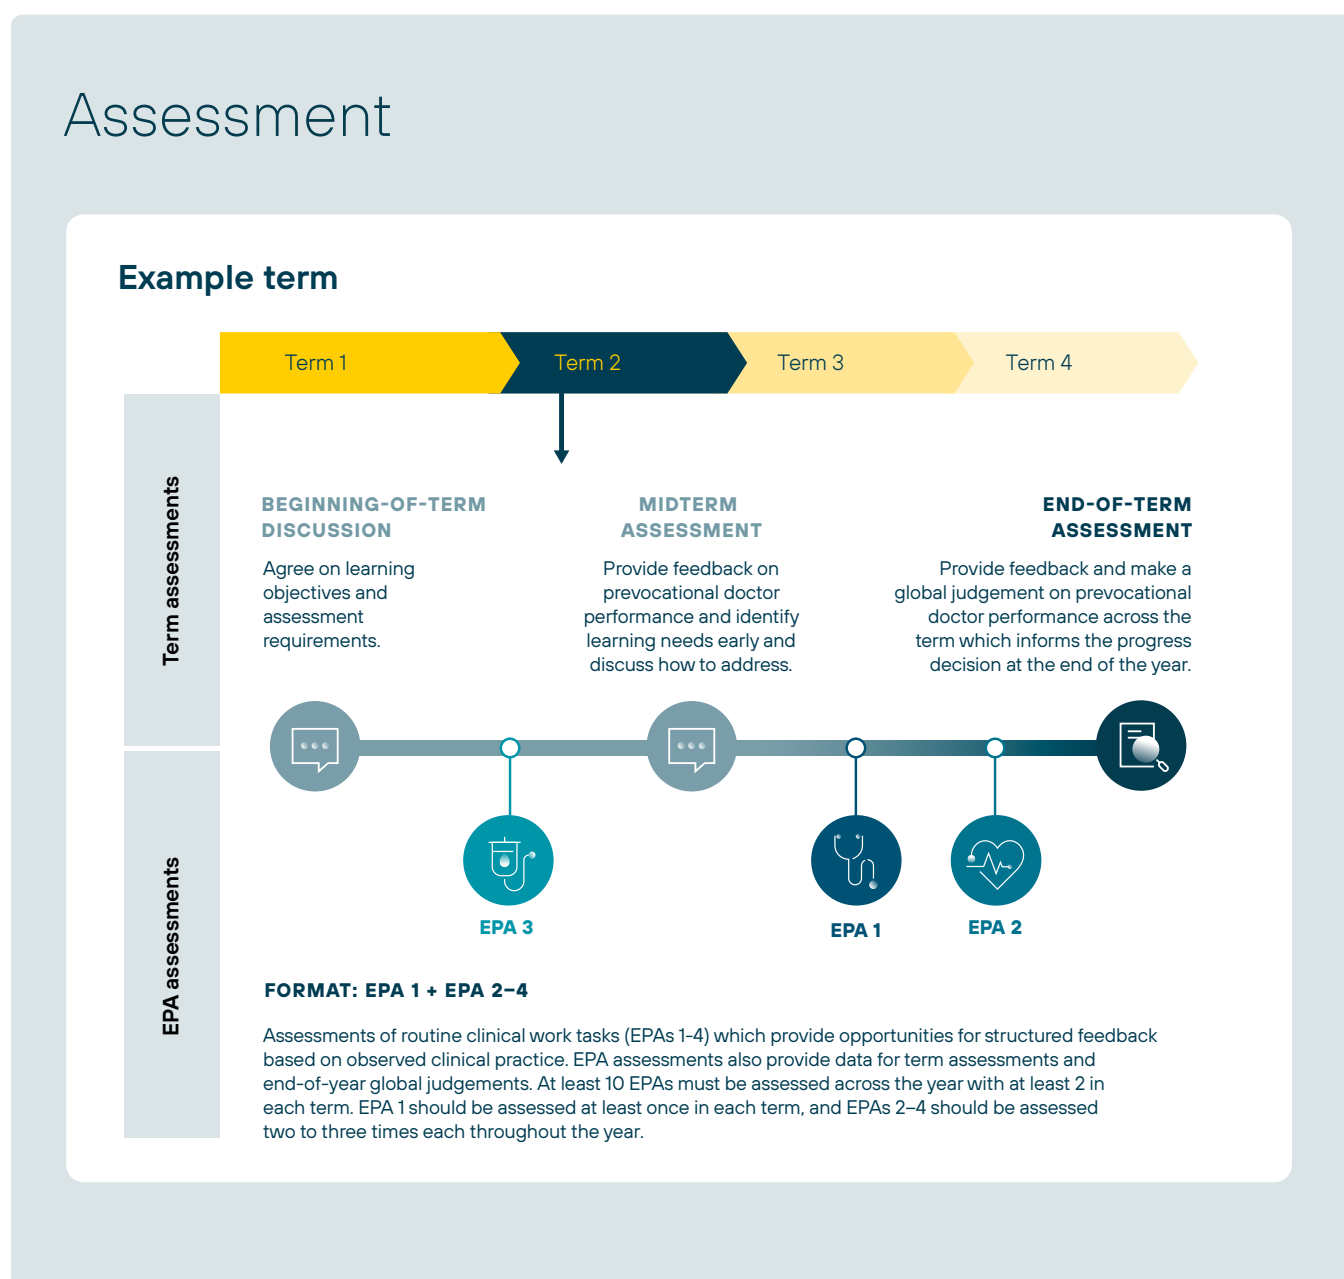 Assessment
Example term
Term 1
Term 2
Term 3
Term 4
Term assessments
BEGINNING-OF-TERM
DISCUSSION
Agree on learning
objectives and
assessment
requirements.
MIDTERM
ASSESSMENT
Provide feedback on
prevocational doctor
performance and identify
learning needs early and
discuss how to address.
END-OF-TERM
ASSESSMENT
Provide feedback and make a
global judgement on prevocational
doctor performance across the
term which informs the progress
decision at the end of the year.
EPA assessments
EPA 3
EPA 1
EPA 2
FORMAT: EPA 1 + EPA 2–4
Assessments of routine clinical work tasks (EPAs 1-4) which provide opportunities for structured feedback
based on observed clinical practice. EPA assessments also provide data for term assessments and
end-of-year global judgements. At least 10 EPAs must be assessed across the year with at least 2 in
each term. EPA 1 should be assessed at least once in each term, and EPAs 2–4 should be assessed
two to three times each throughout the year.